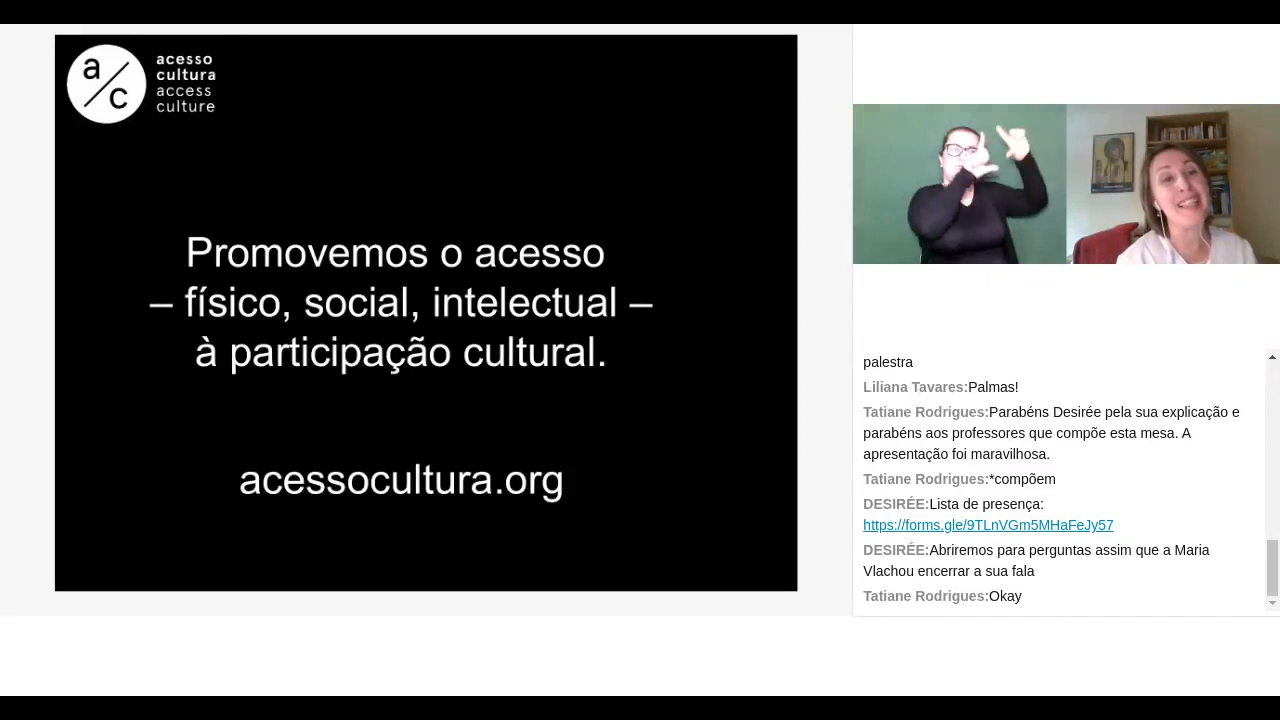 a
c
acesso
cultura
access
culture
Promovemos o acesso
– físico, social, intelectual –
à participação cultural.
acessocultura.org
palestra
Liliana Tavares:Palmas!
Tatiane Rodrigues:Parabéns Desirée pela sua explicação e
parabéns aos professores que compõe esta mesa. A
apresentação foi maravilhosa.
Tatiane Rodrigues:*compõem
DESIRÉE:Lista de presença:
https://forms.gle/9TLnVGm5MHaFeJy57
DESIRÉE:Abriremos para perguntas assim que a Maria
Vlachou encerrar a sua fala
Tatiane Rodrigues:Okay